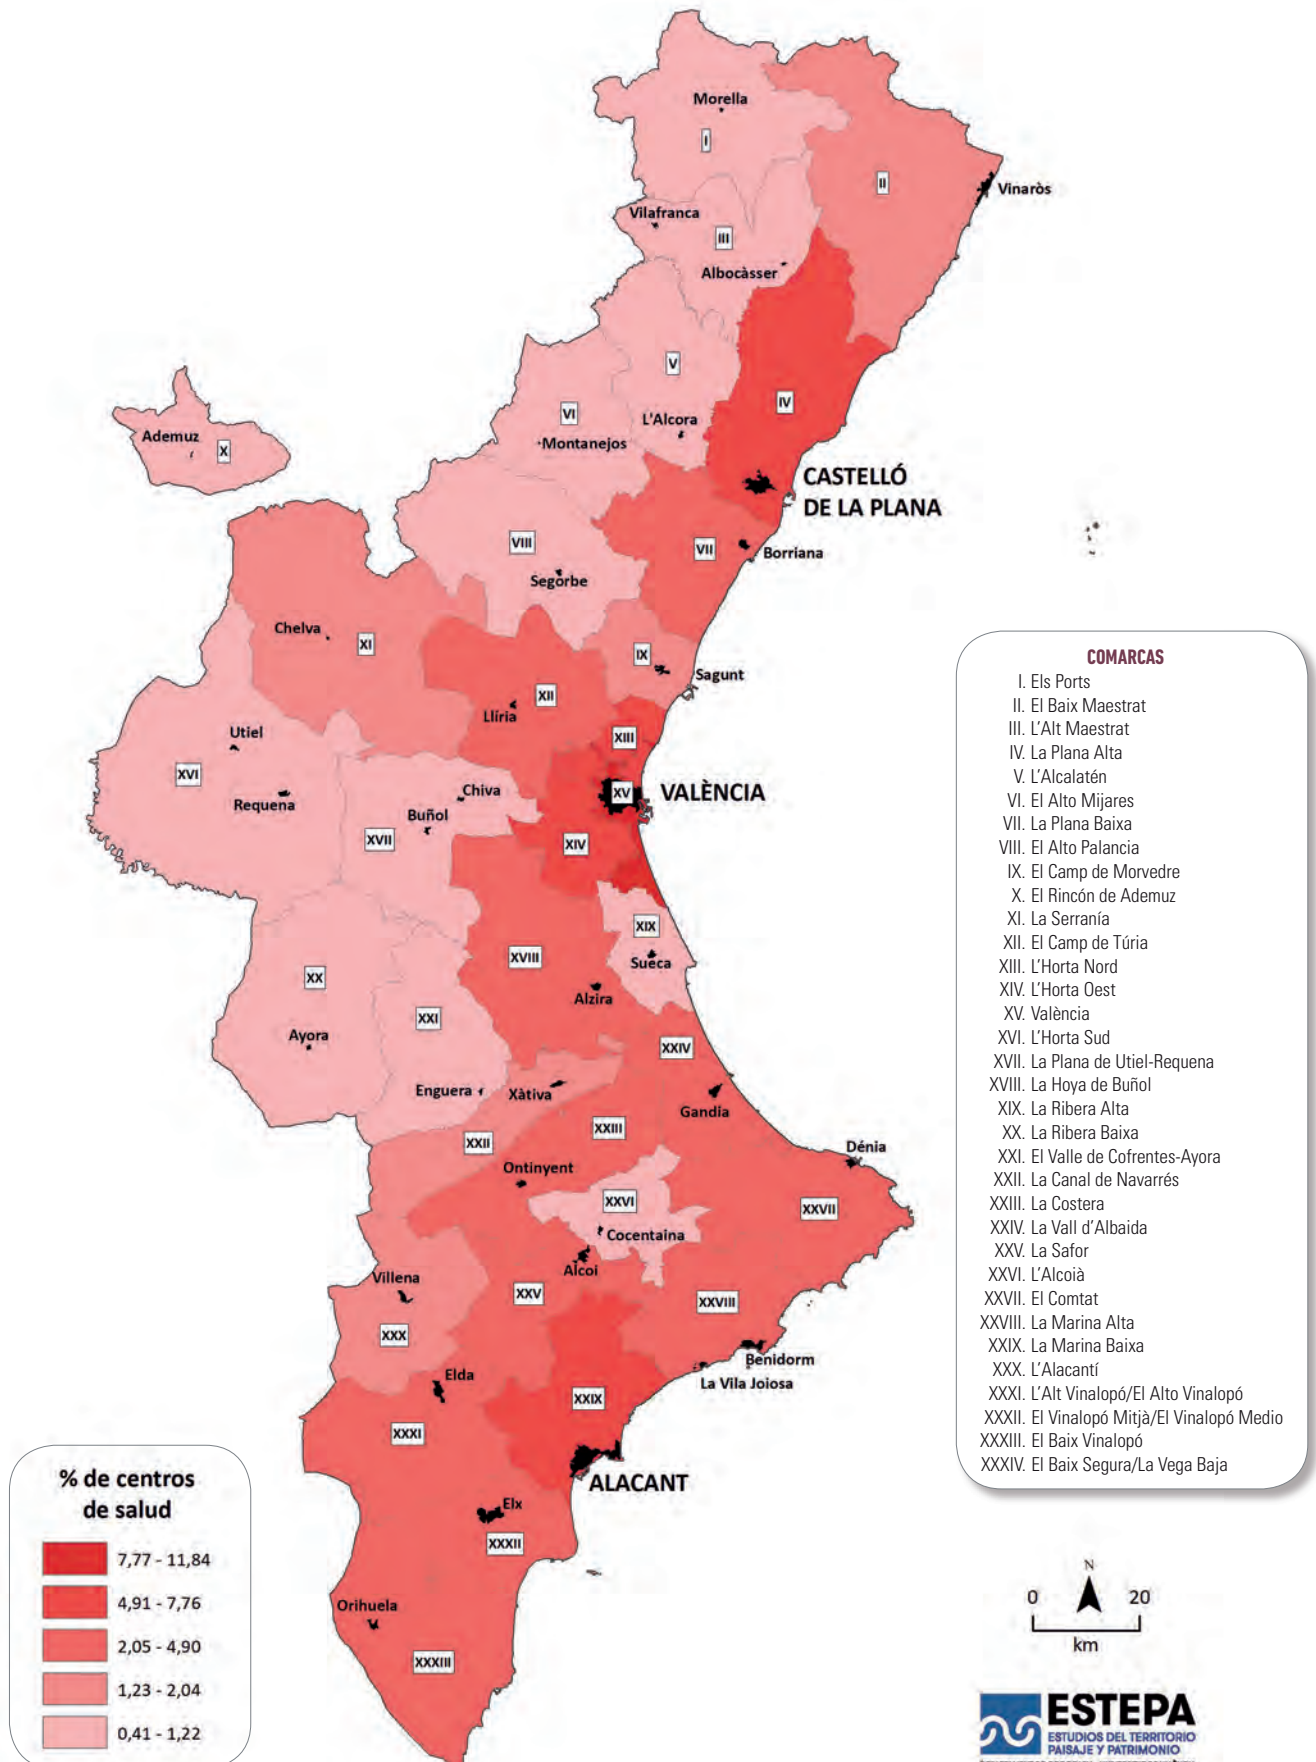 Morella
I
II
Vinaròs
Vilafranca
III
Albocàsser
V
IV
VI
L'Alcora
Montanejos
Ademuz
X
CASTELLÓ
DE LA PLANA
VIII
VII
Borriana
Segorbe
Chelva
XI
IX
Sagunt
XII
Llíria
XIII
Utiel
XVI
Requena
Chiva
Buñol
XVII
XV
VALÈNCIA
XIV
XIX
Sueca
XVIII
Alzira
XX
Ayora
XXI
Enguera
XXIV
Xàtiva
Gandia
XXII
XXIII
Ontinyent
Dénia
XXVI
Cocentaina
XXVII
Alcoi
Villena
XXV
XXVIII
XXX
Benidorm
La Vila Joiosa
Elda
XXIX
XXXI
ALACANT
Elx
XXXII
Orihuela
XXXIII
COMARCAS
I. Els Ports
II. El Baix Maestrat
III. L'Alt Maestrat
IV. La Plana Alta
V. L'Alcalatén
VI. El Alto Mijares
VII. La Plana Baixa
VIII. El Alto Palancia
IX. El Camp de Morvedre
X. El Rincón de Ademuz
XI. La Serranía
XII. El Camp de Túria
XIII. L'Horta Nord
XIV. L'Horta Oest
XV. València
XVI. L'Horta Sud
XVII. La Plana de Utiel-Requena
XVIII. La Hoya de Buñol
XIX. La Ribera Alta
XX. La Ribera Baixa
XXI. El Valle de Cofrentes-Ayora
XXII. La Canal de Navarrés
XXIII. La Costera
XXIV. La Vall d'Albaida
XXV. La Safor
XXVI. L'Alcoià
XXVII. El Comtat
XXVIII. La Marina Alta
XXIX. La Marina Baixa
XXX. L'Alacantí
XXXI. L'Alt Vinalopó/El Alto Vinalopó
XXXII. El Vinalopó Mitjà/El Vinalopó Medio
XXXIII. El Baix Vinalopó
XXXIV. El Baix Segura/La Vega Baja
% de centros
de salud
7,77 - 11,84
4,91 - 7,76
2,05 - 4,90
1,23 - 2,04
0,41 - 1,22
N
0 20
km
ESTEPA
ESTUDIOS DEL TERRITORIO
PAISAJE Y PATRIMONIO